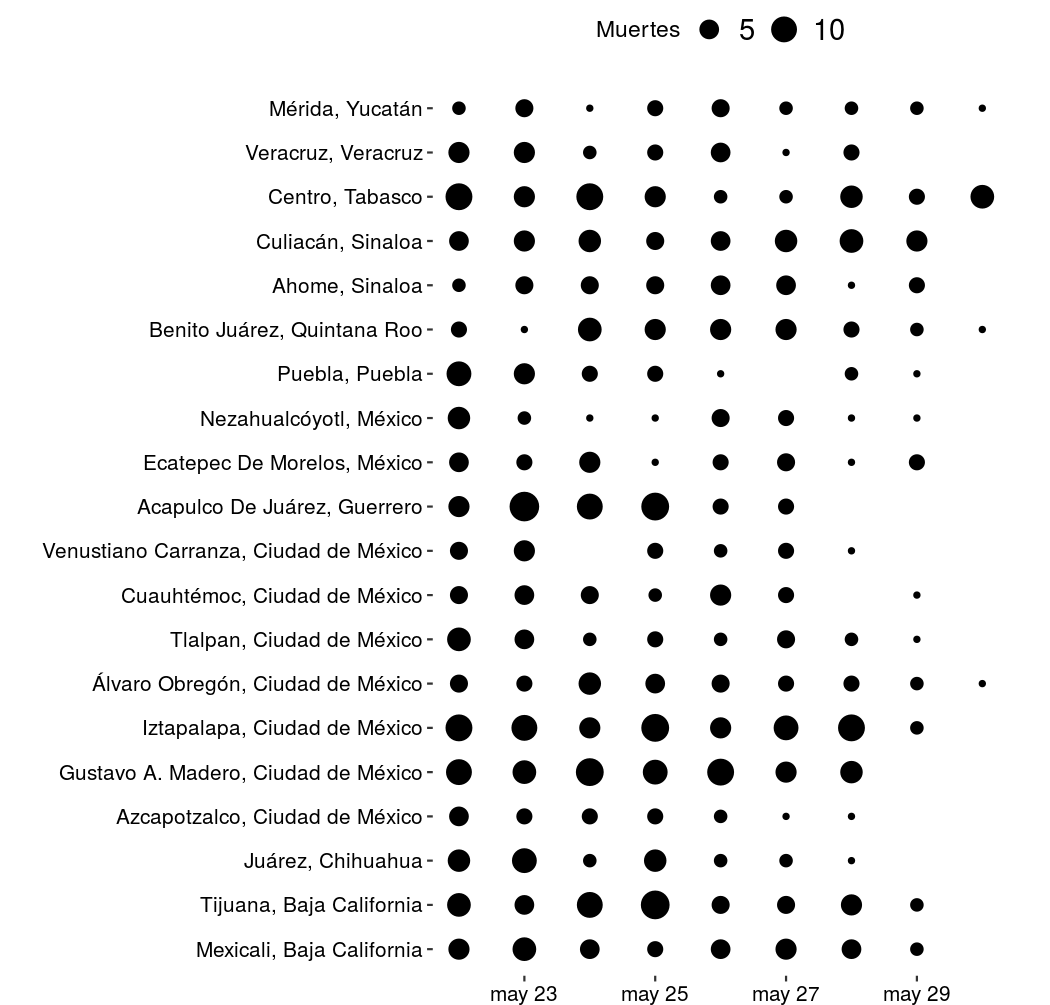 Muertes 5 10
Mérida, Yucatán
Veracruz, Veracruz
Centro, Tabasco
Culiacán, Sinaloa
Ahome, Sinaloa
Benito Juárez, Quintana Roo
Puebla, Puebla
Nezahualcóyotl, México
Ecatepec De Morelos, México
Acapulco De Juárez, Guerrero
Venustiano Carranza, Ciudad de México
Cuauhtémoc, Ciudad de México
Tlalpan, Ciudad de México
Álvaro Obregón, Ciudad de México
Iztapalapa, Ciudad de México
Gustavo A. Madero, Ciudad de México
Azcapotzalco, Ciudad de México
Juárez, Chihuahua
Tijuana, Baja California
Mexicali, Baja California
may 23 may 25 may 27 may 29